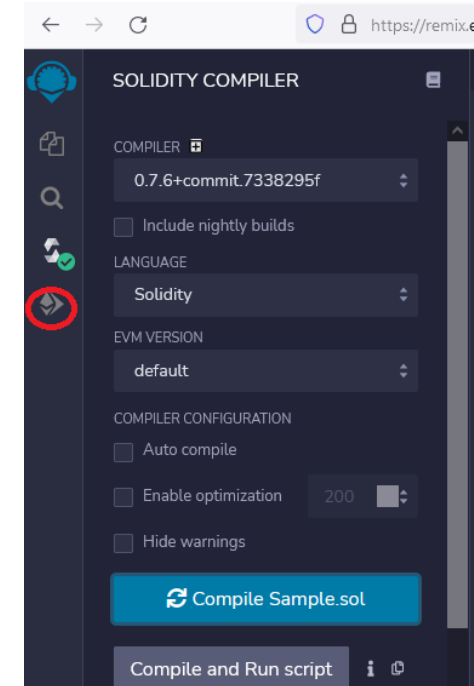 https://remix.e
SOLIDITY COMPILER
COMPILER
0.7.6+commit.7338295f
Include nightly builds
LANGUAGE
Solidity
EVM VERSION
default
COMPILER CONFIGURATION
Auto compile
Enable optimization 200
Hide warnings
Compile Sample.sol
Compile and Run script i